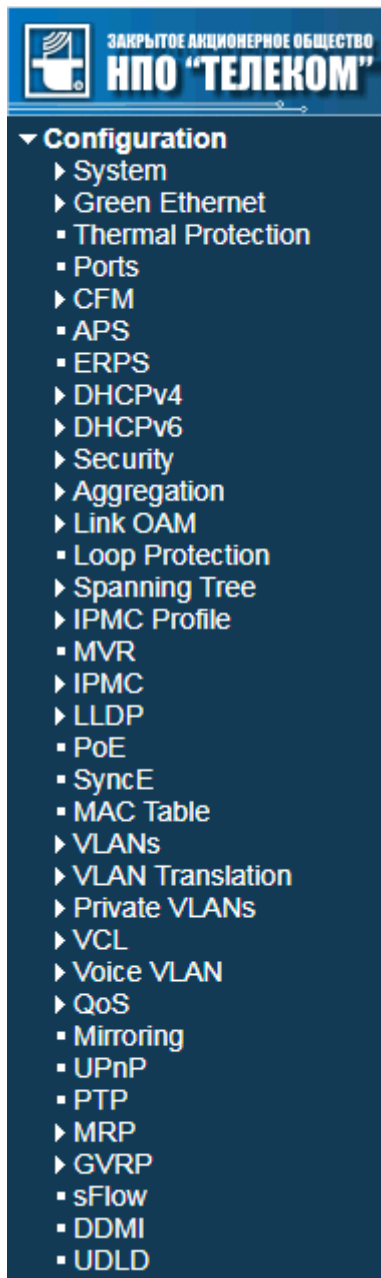 ЗАКРЫТОЕ АКЦИОНЕРНОЕ ОБЩЕСТВО
НПО “ТЕЛЕКОМ”
Configuration
System
Green Ethernet
Thermal Protection
Ports
CFM
APS
ERPS
DHCPv4
DHCPv6
Security
Aggregation
Link OAM
Loop Protection
Spanning Tree
IPMC Profile
MVR
IPMC
LLDP
PoE
SyncE
MAC Table
VLANs
VLAN Translation
Private VLANs
VCL
Voice VLAN
QoS
Mirroring
UPnP
PTP
MRP
GVRP
sFlow
DDMI
UDLD